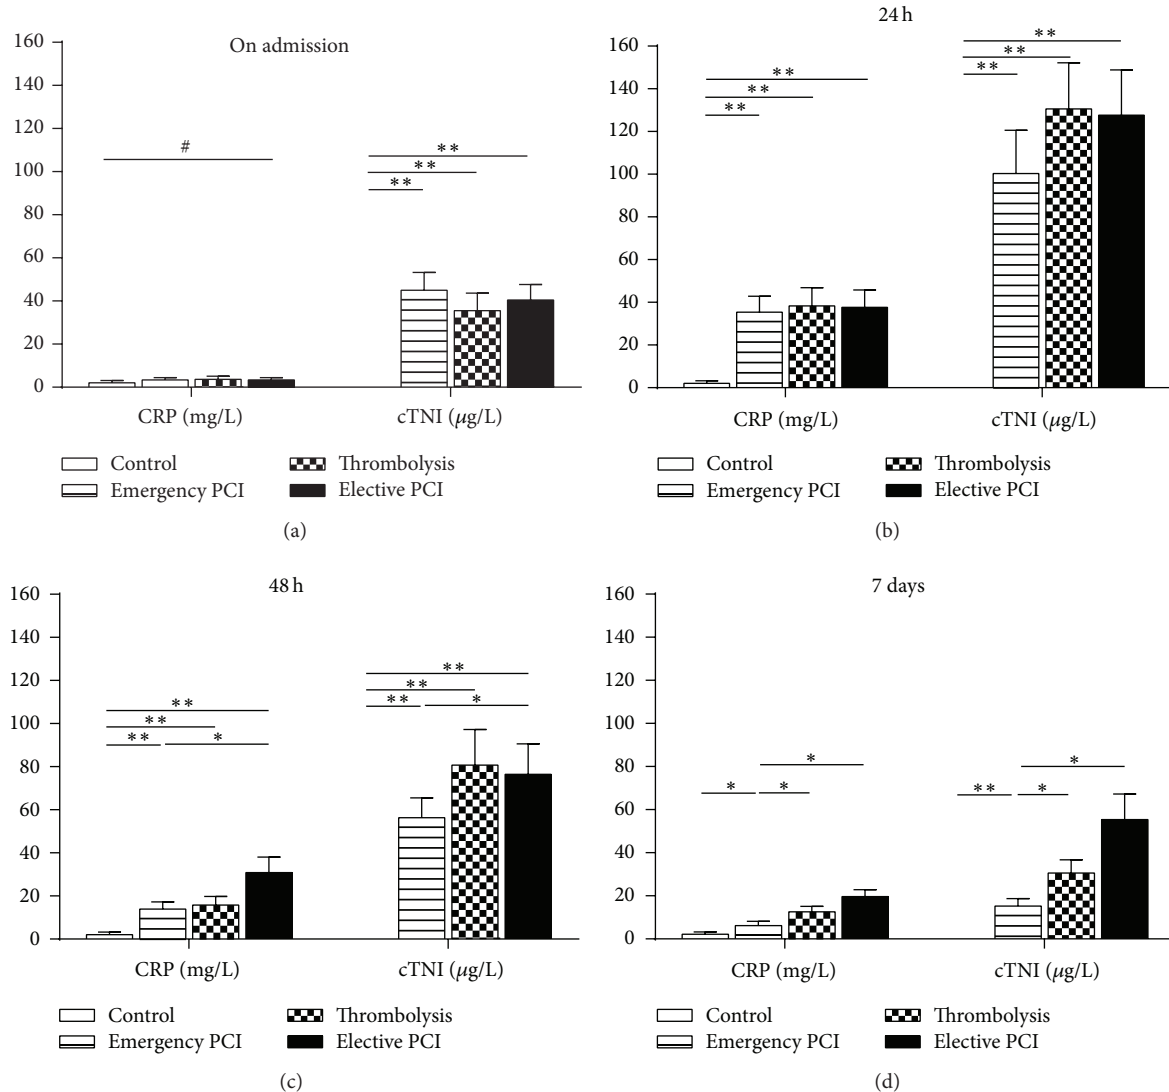 On admission
160
140
120
100
80
60
40
20
0
#
**
**
**
CRP (mg/L)
cTNI (μg/L)
Control
Thrombolysis
Emergency PCI
Elective PCI
(a)
24 h
160
140
120
100
80
60
40
20
0
**
**
**
**
**
**
CRP (mg/L)
cTNI (μg/L)
Control
Thrombolysis
Emergency PCI
Elective PCI
(b)
48 h
160
140
120
100
80
60
40
20
0
**
**
** *
**
**
** *
CRP (mg/L)
cTNI (μg/L)
Control
Thrombolysis
Emergency PCI
Elective PCI
(c)
7 days
160
140
120
100
80
60
40
20
0
*
* *
*
** *
CRP (mg/L)
cTNI (μg/L)
Control
Thrombolysis
Emergency PCI
Elective PCI
(d)